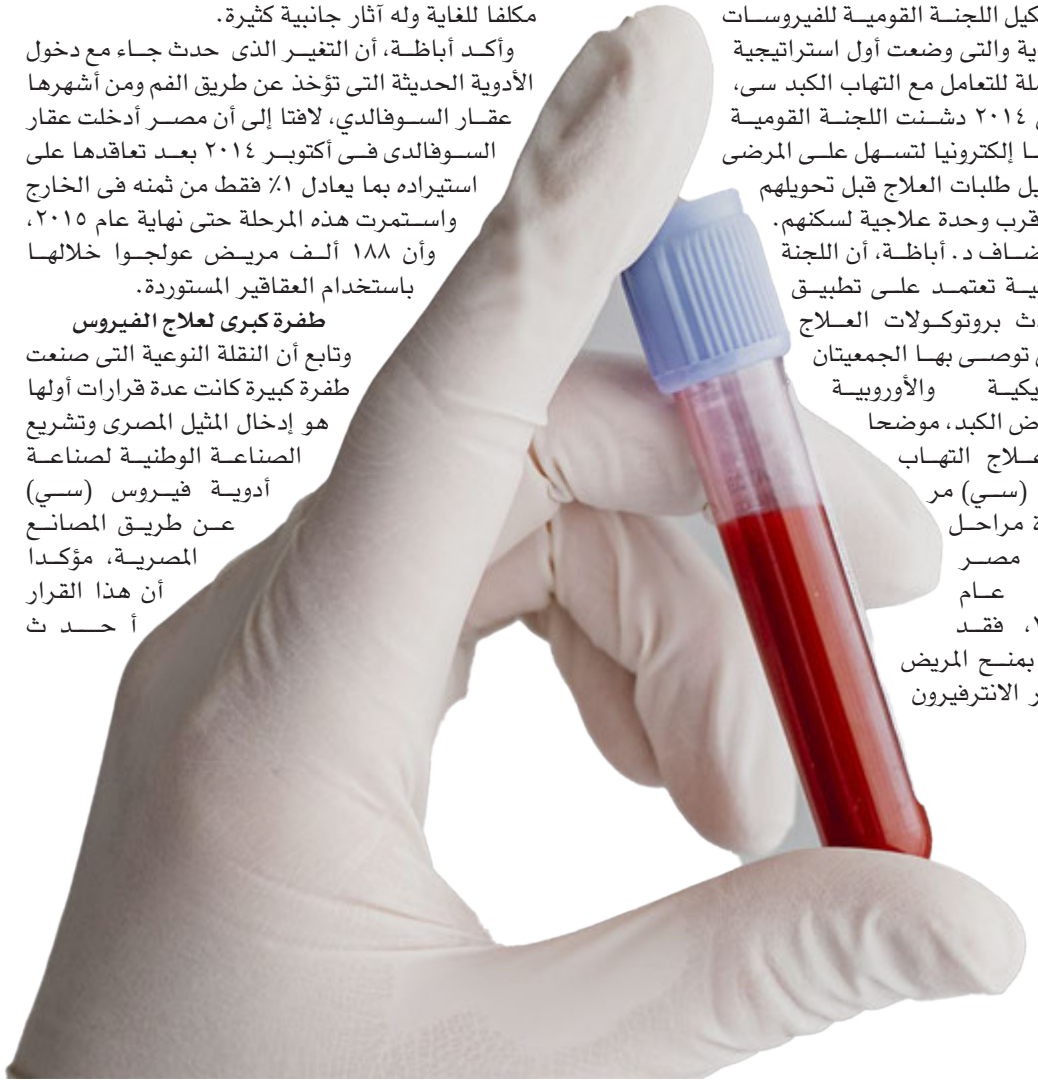 كيل اللجنة القومية للفيروسات
ية والتى وضعت أول استراتيجية
ملة للتعامل مع التهاب الكبد سى،
٢٠١٤ دشنت اللجنة القومية
ا إلكترونيا لتسهل على المرضى
يل طلبات العلاج قبل تحويلهم
قرب وحدة علاجية لسكنهم.
ضاف د. أباظة، أن اللجنة
ية تعتمد على تطبيق
دث بروتوكولات العلاج
توصى بها الجمعيتان
يكية والأوروبية
ض الكبد، موضحا
علاج التهاب
(سي) مر
ة مراحل
مصر
عام
، فقد
بمنح المريض
ر الانترفيرون
مكلفا للغاية وله آثار جانبية كثيرة.
وأكد أباظة، أن التغير الذى حدث جاء مع دخول
الأدوية الحديثة التى تؤخذ عن طريق الفم ومن أشهرها
عقار السوفالدي، لافتا إلى أن مصر أدخلت عقار
السوفالدى فى أكتوبر ٢٠١٤ بعد تعاقدها على
استيراده بما يعادل ١٪ فقط من ثمنه فى الخارج
واستمرت هذه المرحلة حتى نهاية عام ٢٠١٥،
وأن ١٨٨ ألف مريض عولجوا خلالها
باستخدام العقاقير المستوردة.
طفرة كبرى لعلاج الفيروس
وتابع أن النقلة النوعية التى صنعت
طفرة كبيرة كانت عدة قرارات أولها
هو إدخال المثيل المصرى وتشريع
الصناعة الوطنية لصناعة
أدوية فيروس (سي)
عن طريق المصانع
المصرية، مؤكدا
أن هذا القرار
أحدث